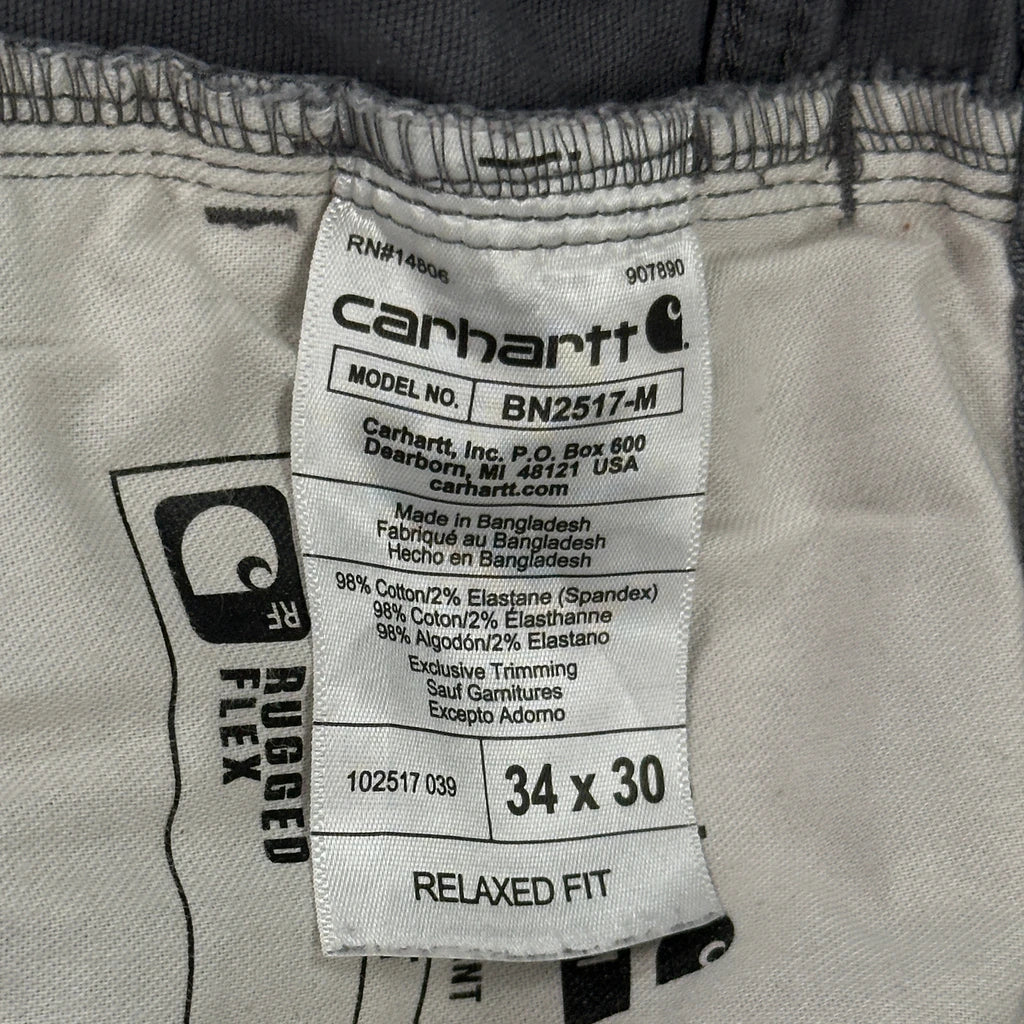 RN#14806
907890
carhartt
MODEL NO.
BN2517-M
Carhartt, Inc. P.O. Box 600
Dearborn, MI 48121 USA
carhartt.com
Made in Bangladesh
Fabriqué au Bangladesh
Hecho en Bangladesh
98% Cotton/2% Elastane (Spandex)
98% Coton/2% Élasthanne
98% Algodón/2% Elastano
Exclusive Trimming
Sauf Garnitures
Excepto Adorno
102517 039
34 x 30
RELAXED FIT
RF
RUGGED
FLEX